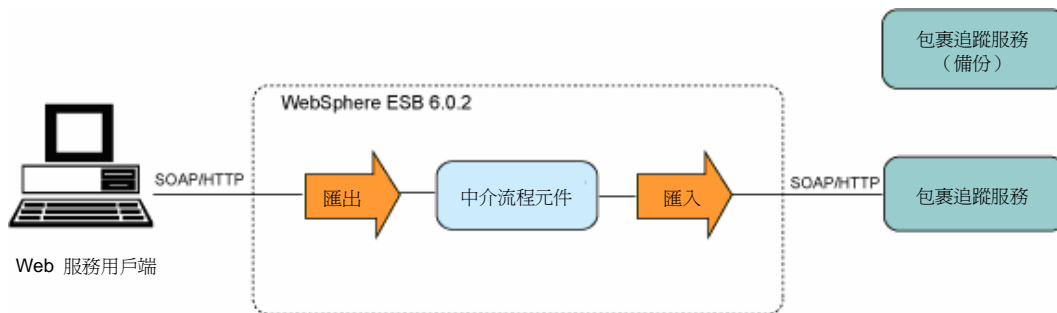 包裹追蹤服務
（備份）
WebSphere ESB 6.0.2
SOAP/HTTP
匯出
中介流程元件
匯入
SOAP/HTTP
包裹追蹤服務
Web 服務用戶端